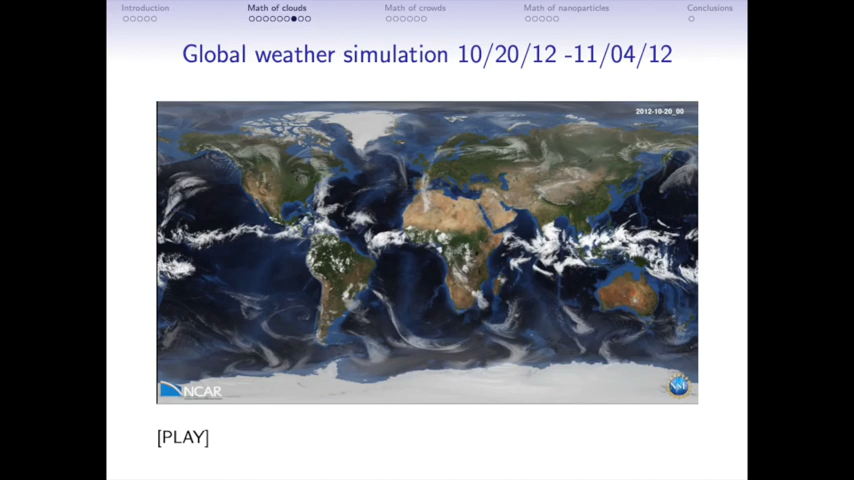 Introduction
Math of clouds
Math of crowds
Math of nanoparticles
Conclusions
Global weather simulation 10/20/12 -11/04/12
2012-10-20_00
NCAR
[PLAY]